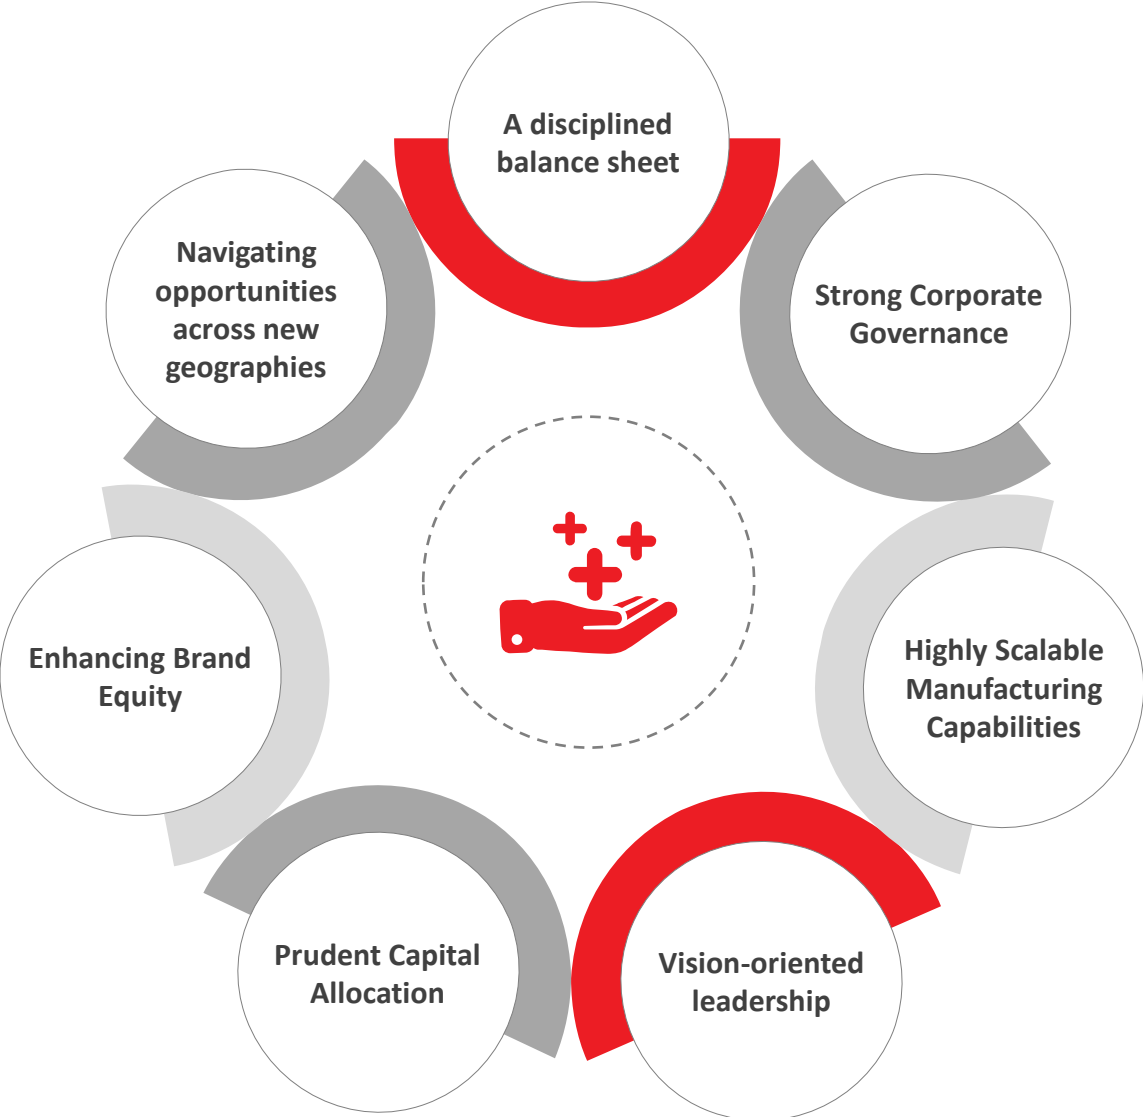 A disciplined
balance sheet
Strong Corporate
Governance
Highly Scalable
Manufacturing
Capabilities
Vision-oriented
leadership
Prudent Capital
Allocation
Enhancing Brand
Equity
Navigating
opportunities
across new
geographies